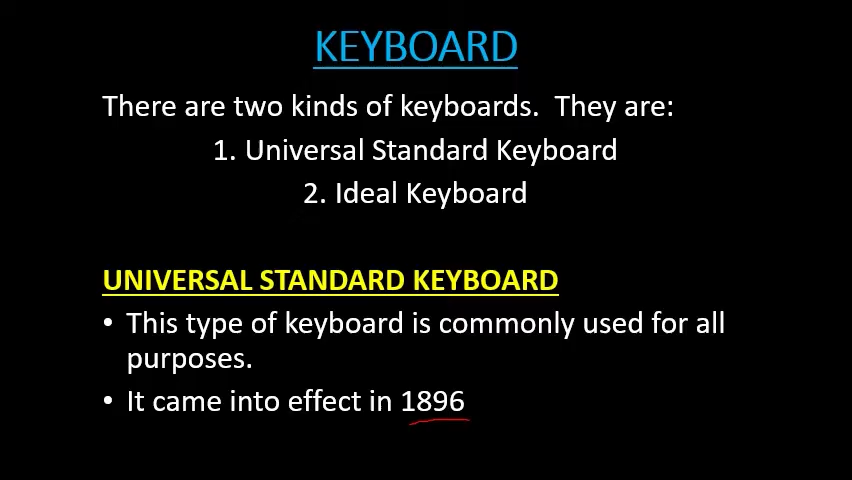 KEYBOARD
There are two kinds of keyboards.  They are:
1. Universal Standard Keyboard
2. Ideal Keyboard
UNIVERSAL STANDARD KEYBOARD
• This type of keyboard is commonly used for all
purposes.
• It came into effect in 1896